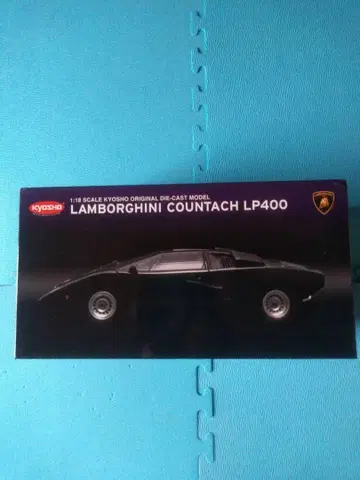 KYOSHO
1:18 SCALE KYOSHO ORIGINAL DIE-CAST MODEL
LAMBORGHINI COUNTACH LP400